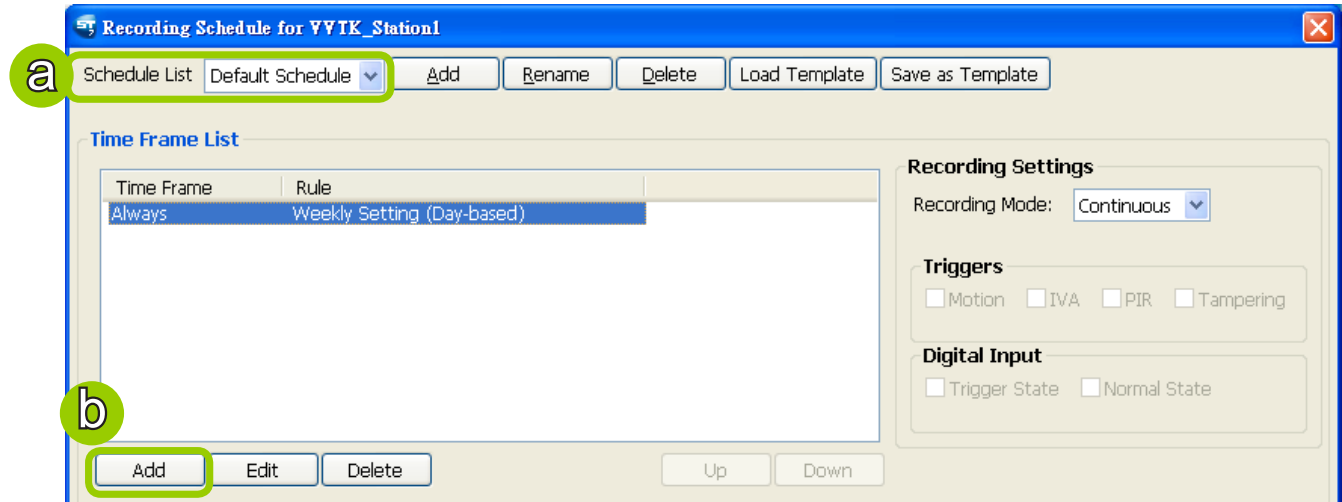 Recording Schedule for VVTK_Station1
a
Schedule List Default Schedule Add Rename Delete Load Template Save as Template
Time Frame List
Time Frame Rule
Always Weekly Setting (Day-based)
Recording Settings
Recording Mode: Continuous
Triggers
Motion IVA PIR Tampering
Digital Input
Trigger State Normal State
b
Add Edit Delete Up Down